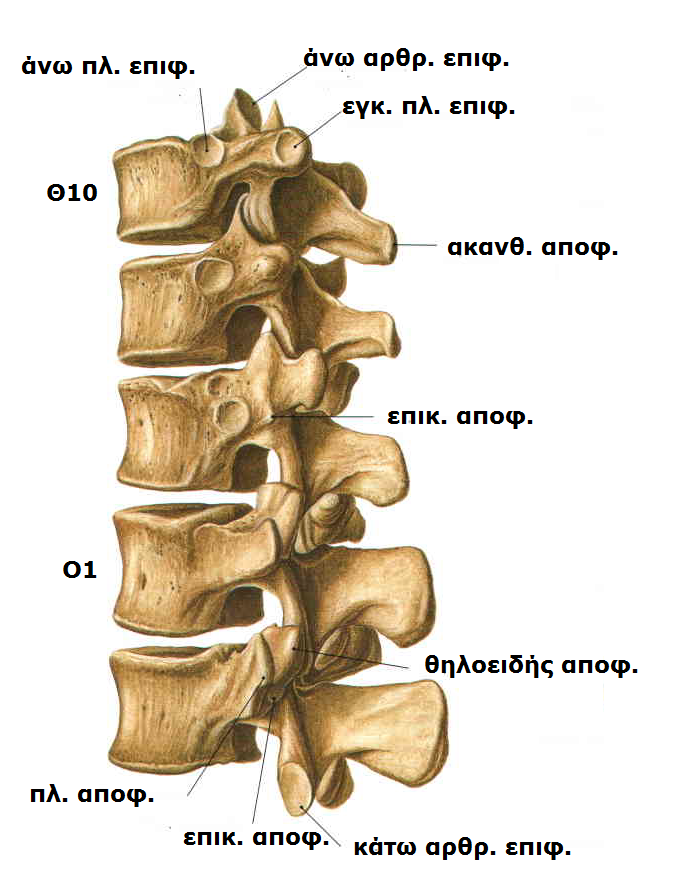 άνω αρθρ. επιφ.
άνω πλ. επιφ.
εγκ. πλ. επιφ.
Θ10
ακανθ. αποφ.
επικ. αποφ.
Ο1
θηλοειδής αποφ.
πλ. αποφ.
επικ. αποφ.
κάτω αρθρ. επιφ.